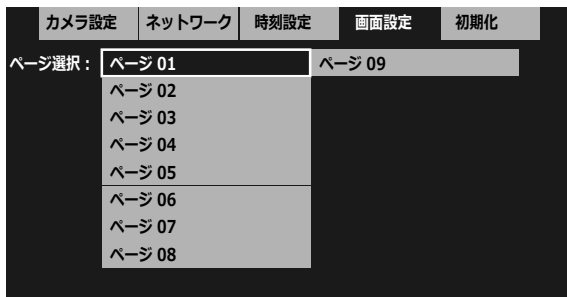 カメラ設定 ネットワーク 時刻設定 画面設定 初期化
ページ選択： ページ 01 ページ 09
ページ 02
ページ 03
ページ 04
ページ 05
ページ 06
ページ 07
ページ 08